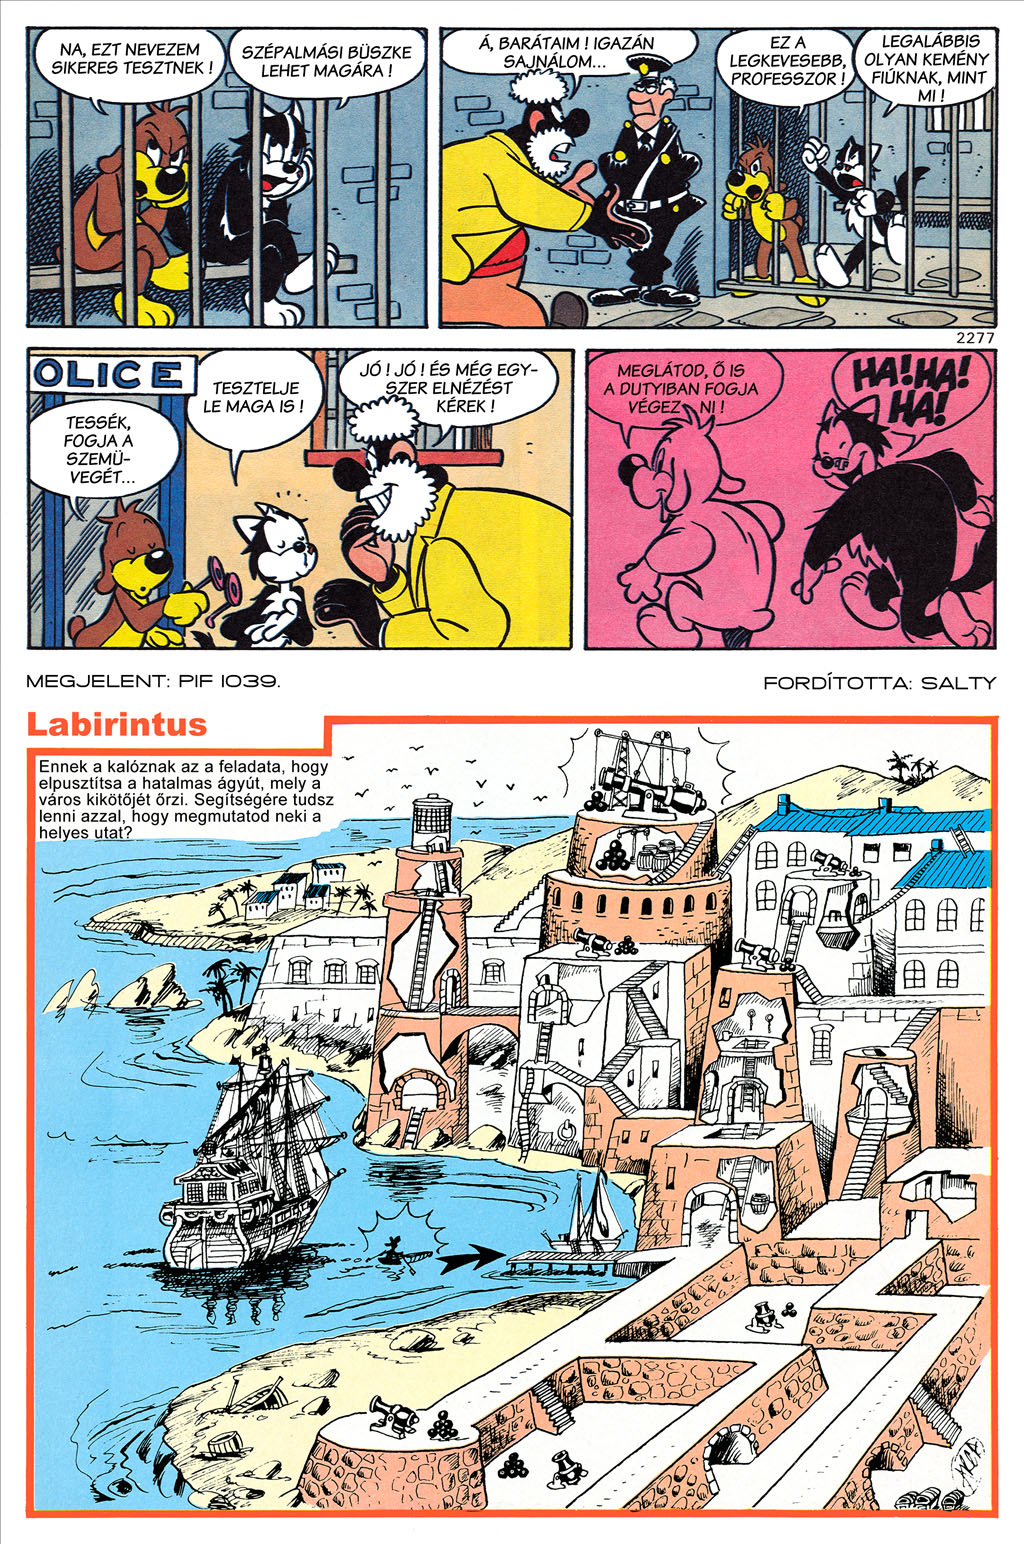 NA, EZT NEVEZEM
SIKERES TESZTNEK !
SZÉPALMÁSI BÜSZKE
LEHET MAGÁRA !
Á, BARÁTAIM ! IGAZÁN
SAJNÁLOM...
EZ A
LEGKEVESEBB,
PROFESSZOR !
LEGALÁBBIS
OLYAN KEMÉNY
FIÚKNAK, MINT
MI !
2277
OLICE
TESSÉK,
FOGJA A
SZEMÜ-
VEGÉT...
TESZTELJE
LE MAGA IS !
JÓ ! JÓ ! ÉS MÉG EGY-
SZER ELNÉZÉST
KÉREK !
MEGLÁTOD, Ő IS
A DUTYIBAN FOGJA
VÉGEZNI !
HA! HA!
HA!
MEGJELENT: PIF 1039.
FORDÍTOTTA: SALTY
Labirintus
Ennek a kalóznak az a feladata, hogy
elpusztítsa a hatalmas ágyút, mely a
város kikötőjét őrzi. Segítségére tudsz
lenni azzal, hogy megmutatod neki a
helyes utat?